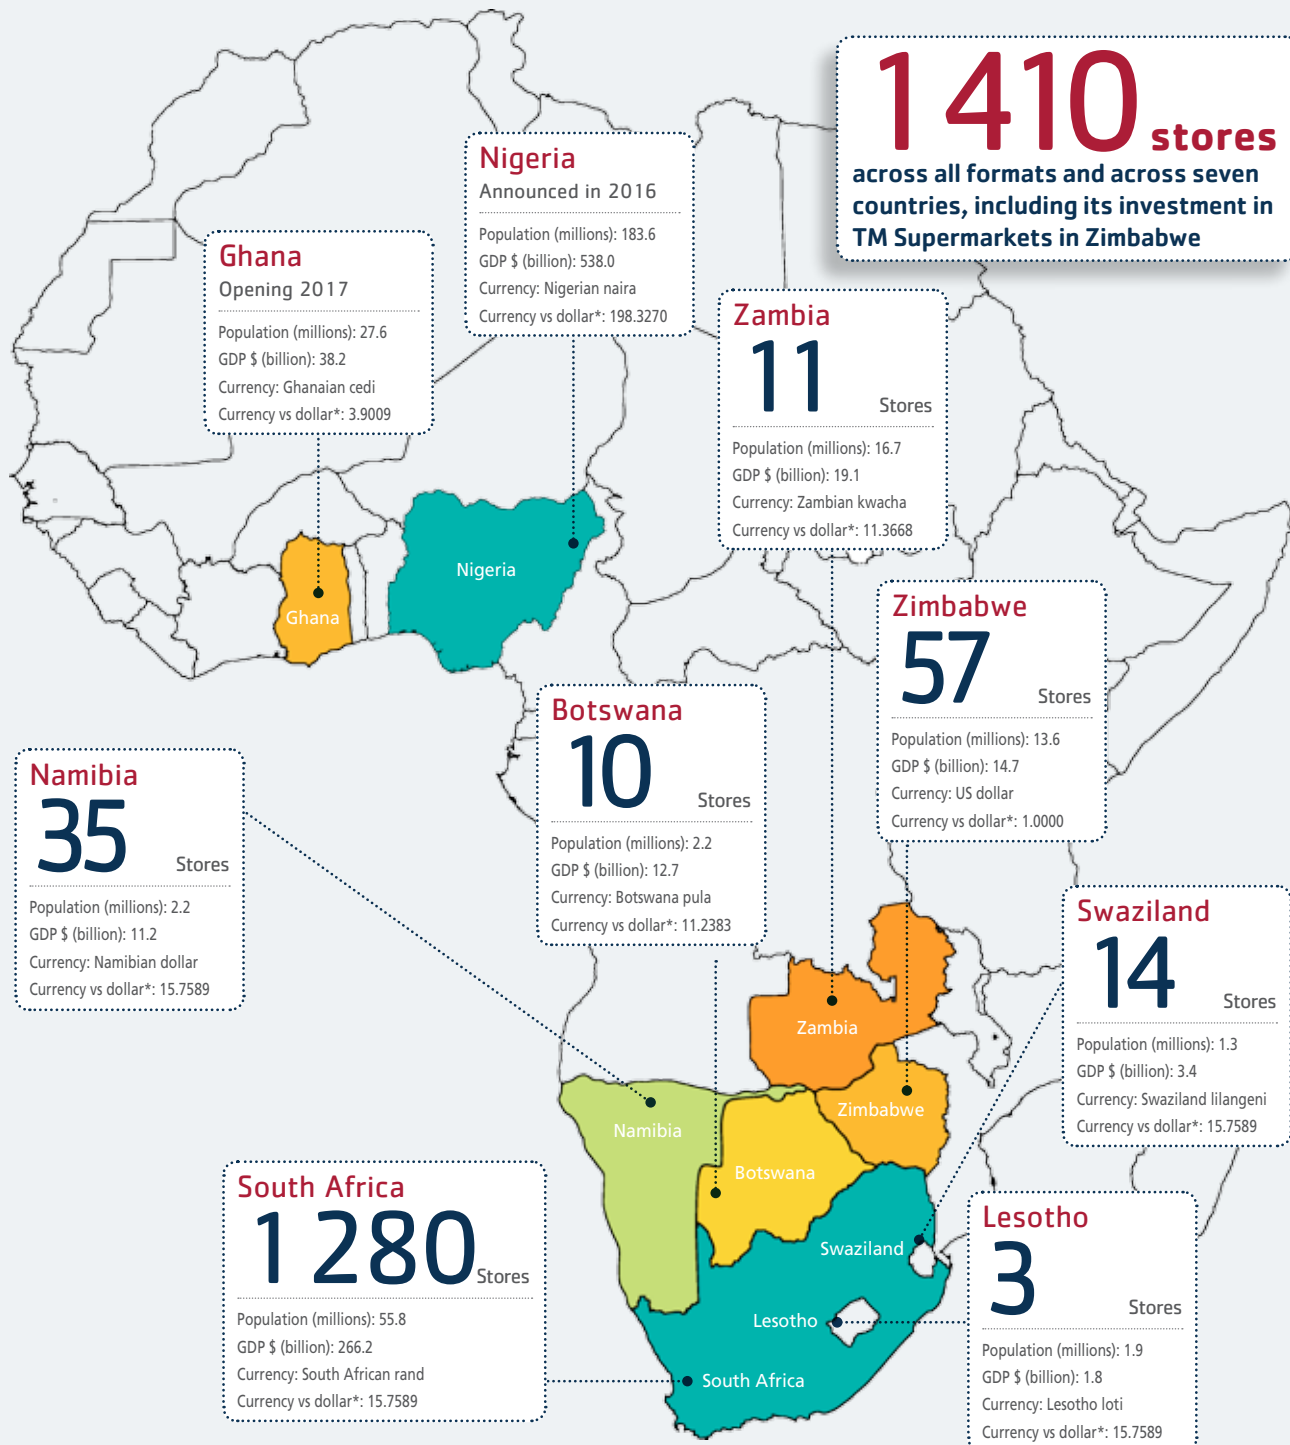 1 410 stores
across all formats and across seven
countries, including its investment in
TM Supermarkets in Zimbabwe
Nigeria
Announced in 2016
Population (millions): 183.6
GDP $ (billion): 538.0
Currency: Nigerian naira
Currency vs dollar*: 198.3270
Ghana
Opening 2017
Population (millions): 27.6
GDP $ (billion): 38.2
Currency: Ghanaian cedi
Currency vs dollar*: 3.9009
Zambia
11 Stores
Population (millions): 16.7
GDP $ (billion): 19.1
Currency: Zambian kwacha
Currency vs dollar*: 11.3668
Nigeria
Ghana
Zimbabwe
57 Stores
Population (millions): 13.6
GDP $ (billion): 14.7
Currency: US dollar
Currency vs dollar*: 1.0000
Botswana
10 Stores
Population (millions): 2.2
GDP $ (billion): 12.7
Currency: Botswana pula
Currency vs dollar*: 11.2383
Namibia
35 Stores
Population (millions): 2.2
GDP $ (billion): 11.2
Currency: Namibian dollar
Currency vs dollar*: 15.7589
Swaziland
14 Stores
Population (millions): 1.3
GDP $ (billion): 3.4
Currency: Swaziland lilangeni
Currency vs dollar*: 15.7589
Zambia
Zimbabwe
Namibia
Botswana
Swaziland
Lesotho
South Africa
South Africa
1 280 Stores
Population (millions): 55.8
GDP $ (billion): 266.2
Currency: South African rand
Currency vs dollar*: 15.7589
Lesotho
3 Stores
Population (millions): 1.9
GDP $ (billion): 1.8
Currency: Lesotho loti
Currency vs dollar*: 15.7589